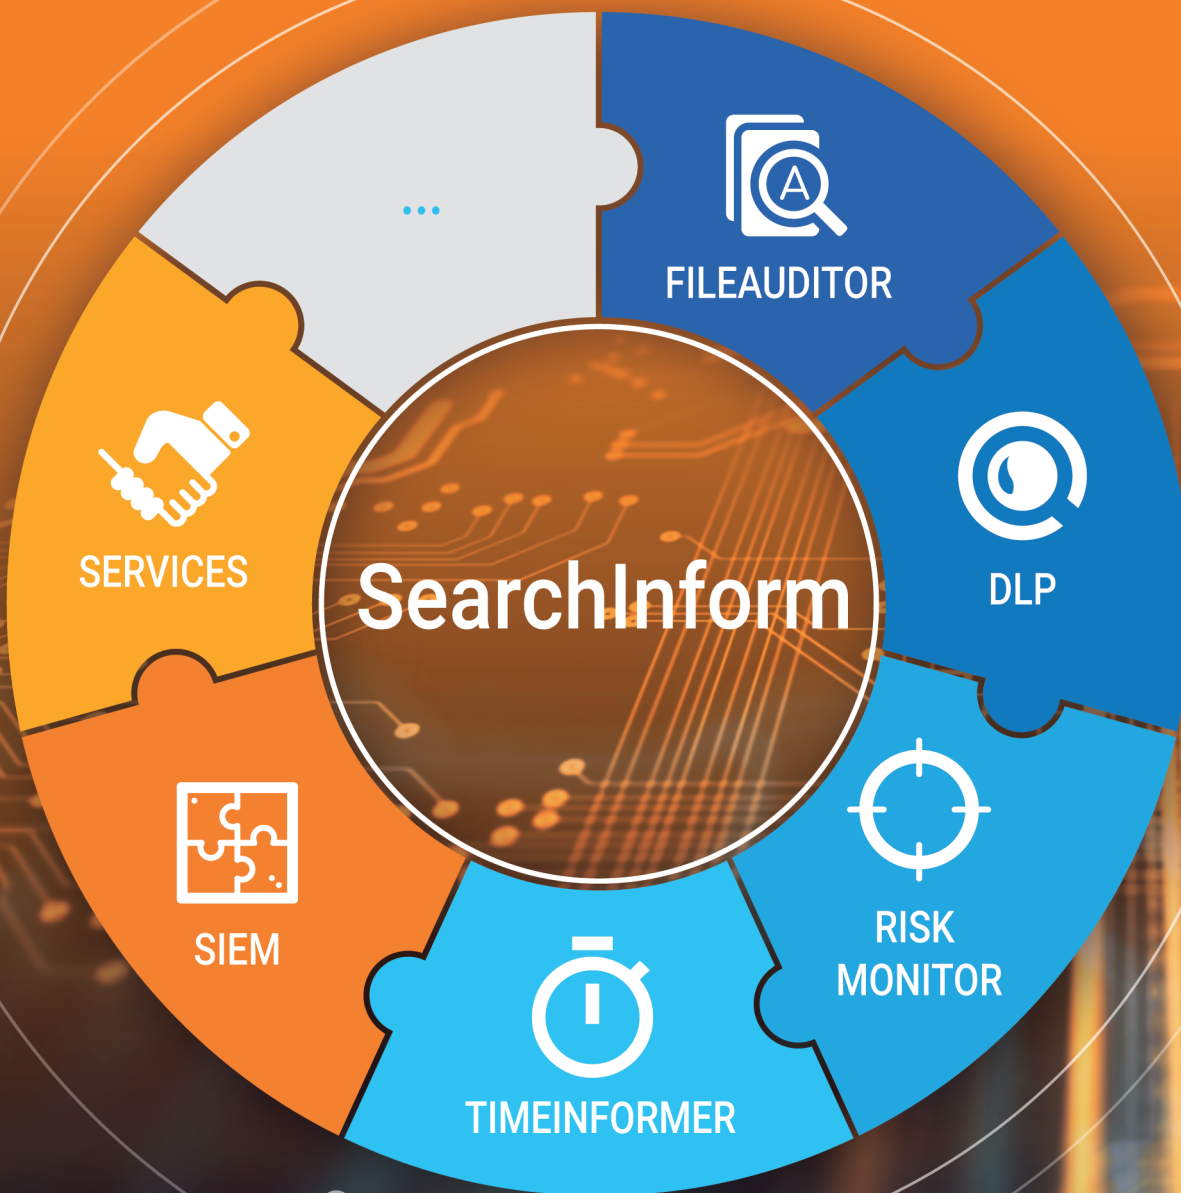 ...
FILEAUDITOR
SERVICES
SearchInform
DLP
SIEM
RISK
MONITOR
TIMEINFORMER